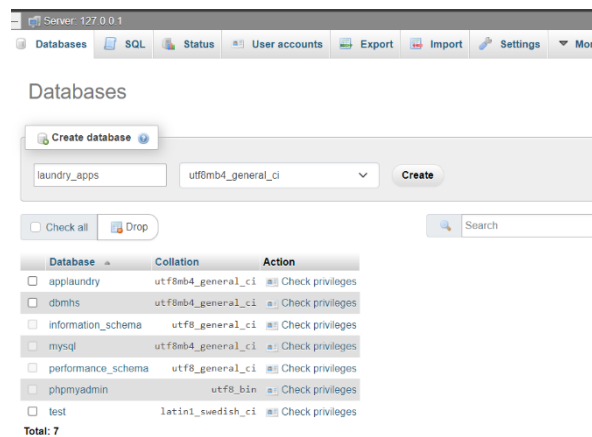 Server: 127.0.0.1
Databases SQL Status User accounts Export Import Settings Mor
Databases
Create database
laundry_apps utf8mb4_general_ci Create
Check all Drop Search
Database Collation Action
applaundry utf8mb4_general_ci Check privileges
dbmhs utf8mb4_general_ci Check privileges
information_schema utf8_general_ci Check privileges
mysql utf8mb4_general_ci Check privileges
performance_schema utf8_general_ci Check privileges
phpmyadmin utf8_bin Check privileges
test latin1_swedish_ci Check privileges
Total: 7